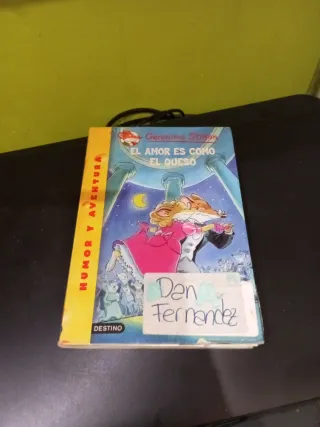 Geronimo Stilton
EL AMOR ES COMO
EL QUESO
HUMOR Y AVENTURA
Dan
Fernandez
DESTINO